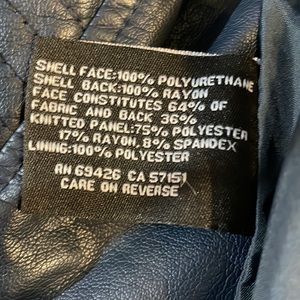 SHELL FACE:100% POLYURETHANE
SHELL BACK:100% RAYON
FACE CONSTITUTES 64% OF
FABRIC AND BACK 36%
KNITTED PANEL:75% POLYESTER
17% RAYON, 8% SPANDEX
LINING:100% POLYESTER
RN 69426 CA 57151
CARE ON REVERSE